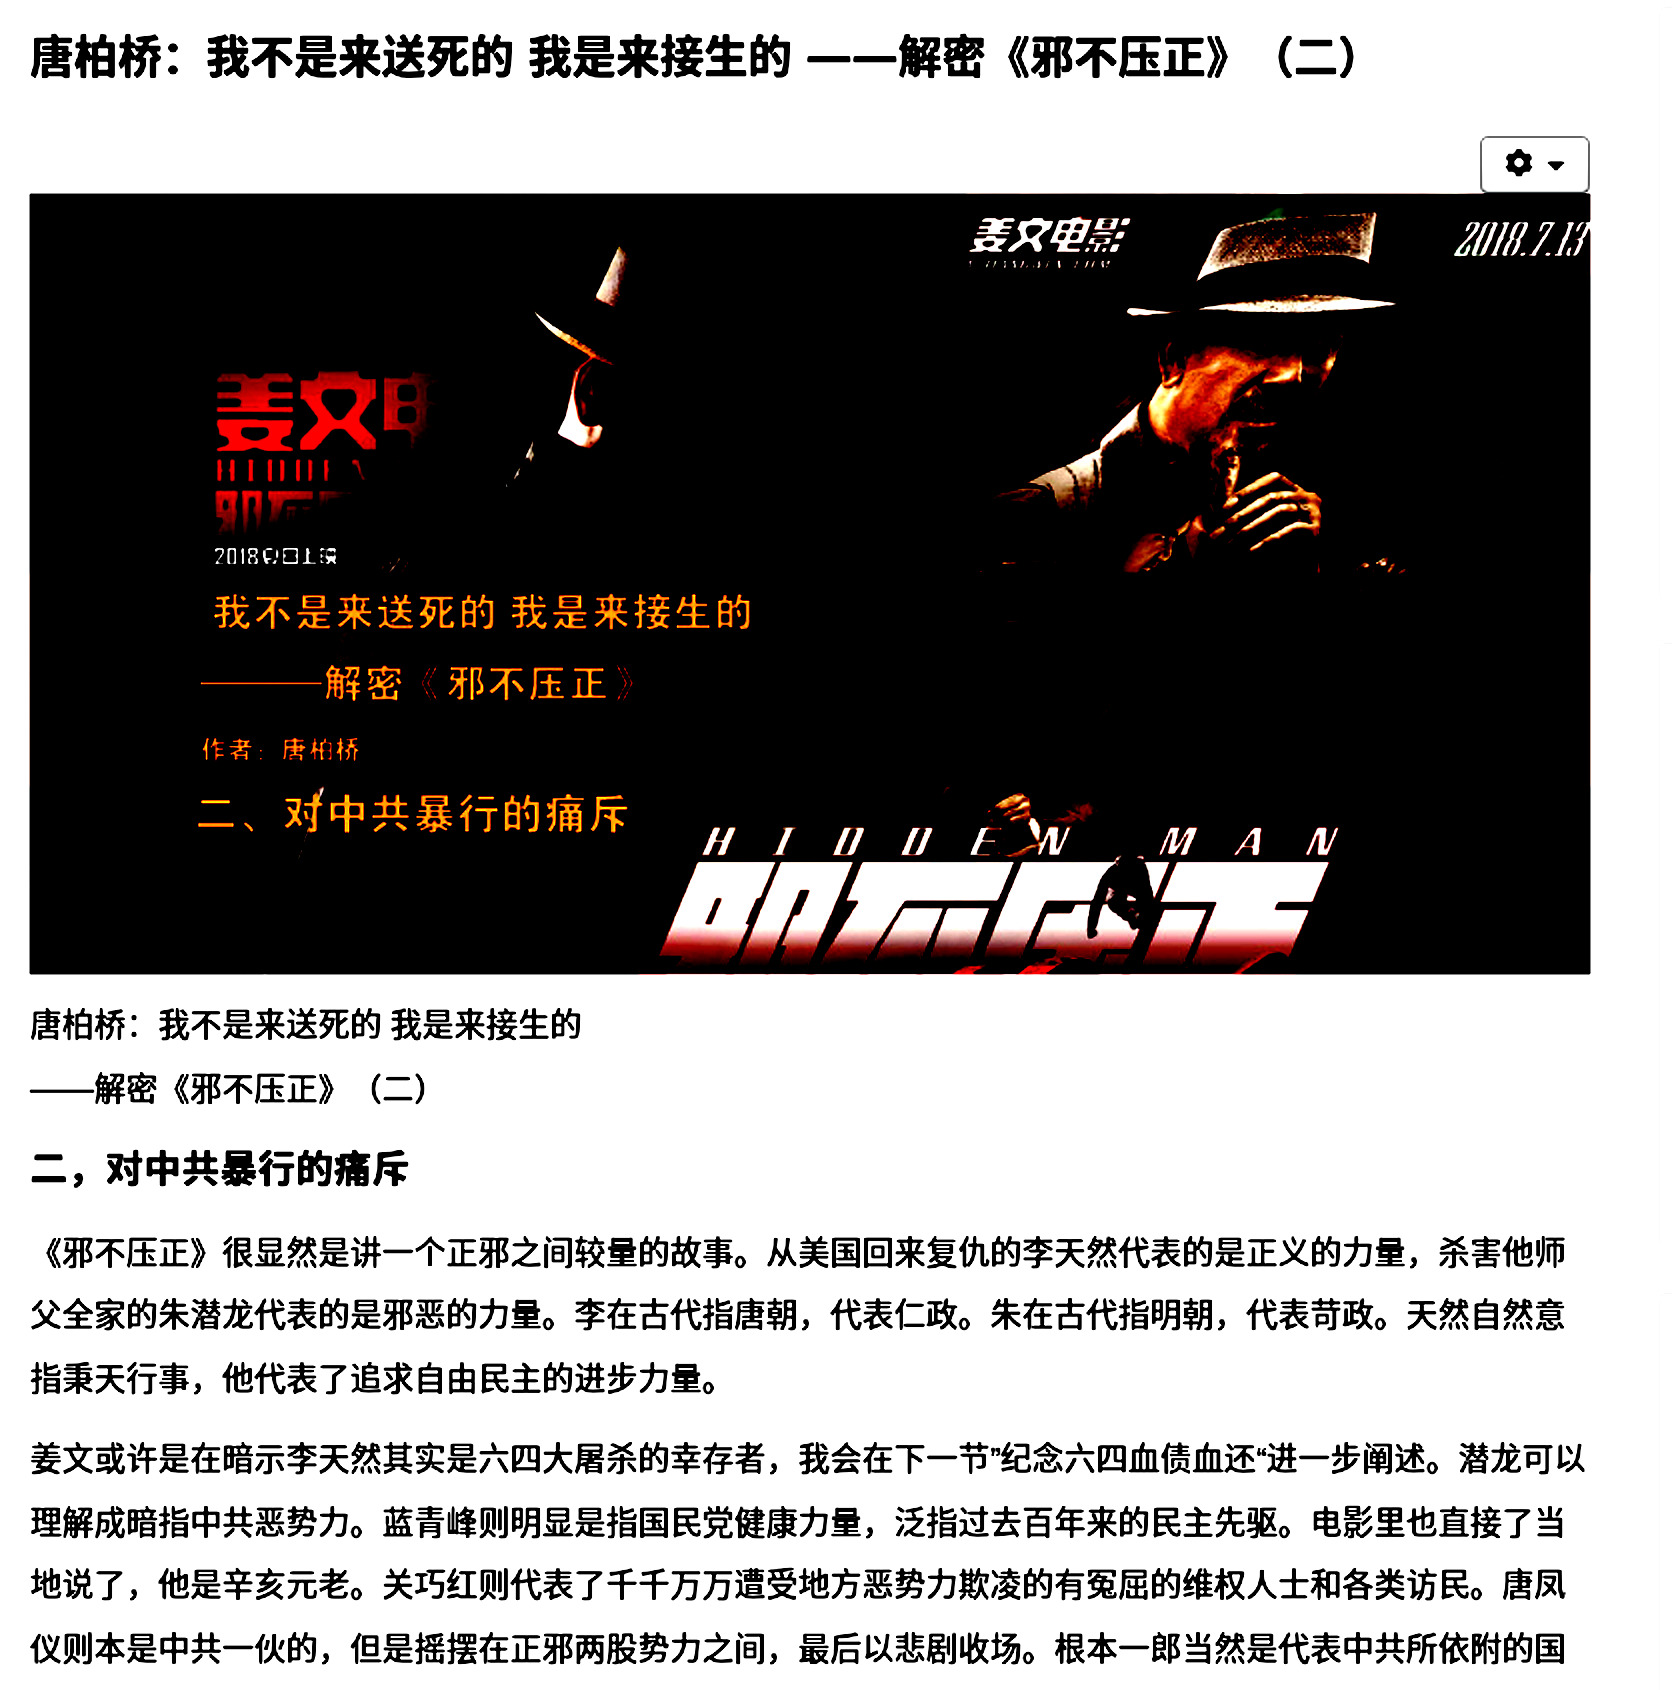 唐柏桥：我不是来送死的 我是来接生的 ——解密《邪不压正》（二）
姜文电影
2018.7.13
姜文电
2018
我不是来送死的 我是来接生的
———解密《邪不压正》
作者：唐柏桥
二、对中共暴行的痛斥
HIDDEN MAN
邪不压正
唐柏桥：我不是来送死的 我是来接生的
——解密《邪不压正》（二）
二，对中共暴行的痛斥
《邪不压正》很显然是讲一个正邪之间较量的故事。从美国回来复仇的李天然代表的是正义的力量，杀害他师
父全家的朱潜龙代表的是邪恶的力量。李在古代指唐朝，代表仁政。朱在古代指明朝，代表苛政。天然自然意
指秉天行事，他代表了追求自由民主的进步力量。
姜文或许是在暗示李天然其实是六四大屠杀的幸存者，我会在下一节”纪念六四血债血还“进一步阐述。潜龙可以
理解成暗指中共恶势力。蓝青峰则明显是指国民党健康力量，泛指过去百年来的民主先驱。电影里也直接了当
地说了，他是辛亥元老。关巧红则代表了千千万万遭受地方恶势力欺凌的有冤屈的维权人士和各类访民。唐凤
仪则本是中共一伙的，但是摇摆在正邪两股势力之间，最后以悲剧收场。根本一郎当然是代表中共所依附的国